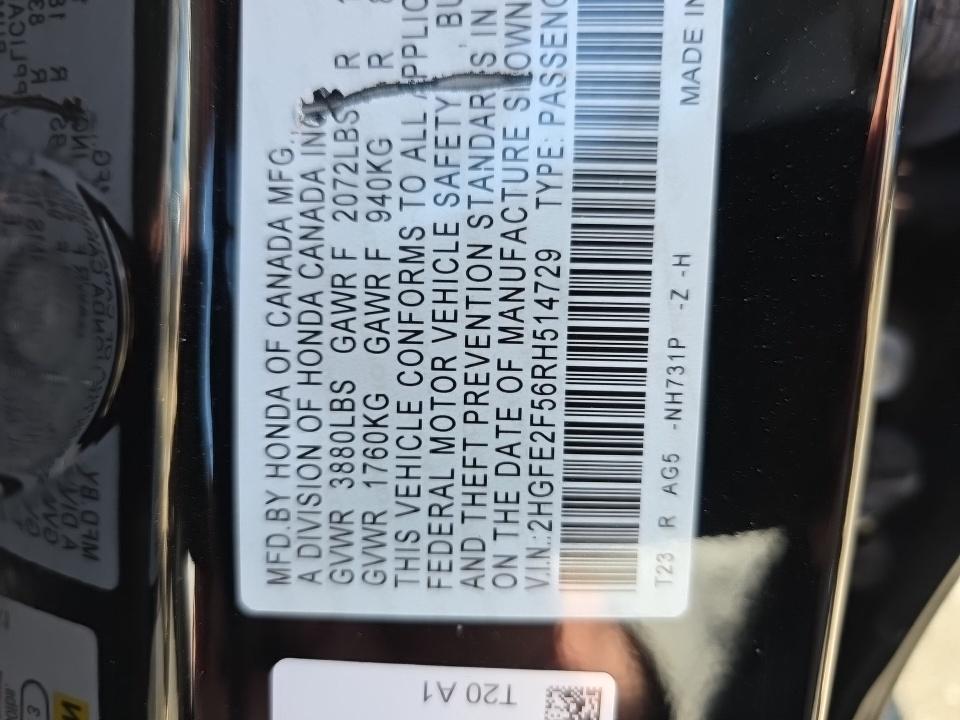 MFD. BY HONDA OF CANADA MFG.
A DIVISION OF HONDA CANADA INC
GVWR 3880LBS GAWR F 2072LBS R
GVWR 1760KG GAWR F 940KG R
THIS VEHICLE CONFORMS TO ALL APPLIC
FEDERAL MOTOR VEHICLE SAFETY BU
AND THEFT PREVENTION STANDAR S IN
ON THE DATE OF MANUFACTURE SHOWN
V.I.N.:2HGFE2F56RH514729 TYPE: PASSENG
T23 R AG5 -NH731P -Z -H MADE IN
T20 A1